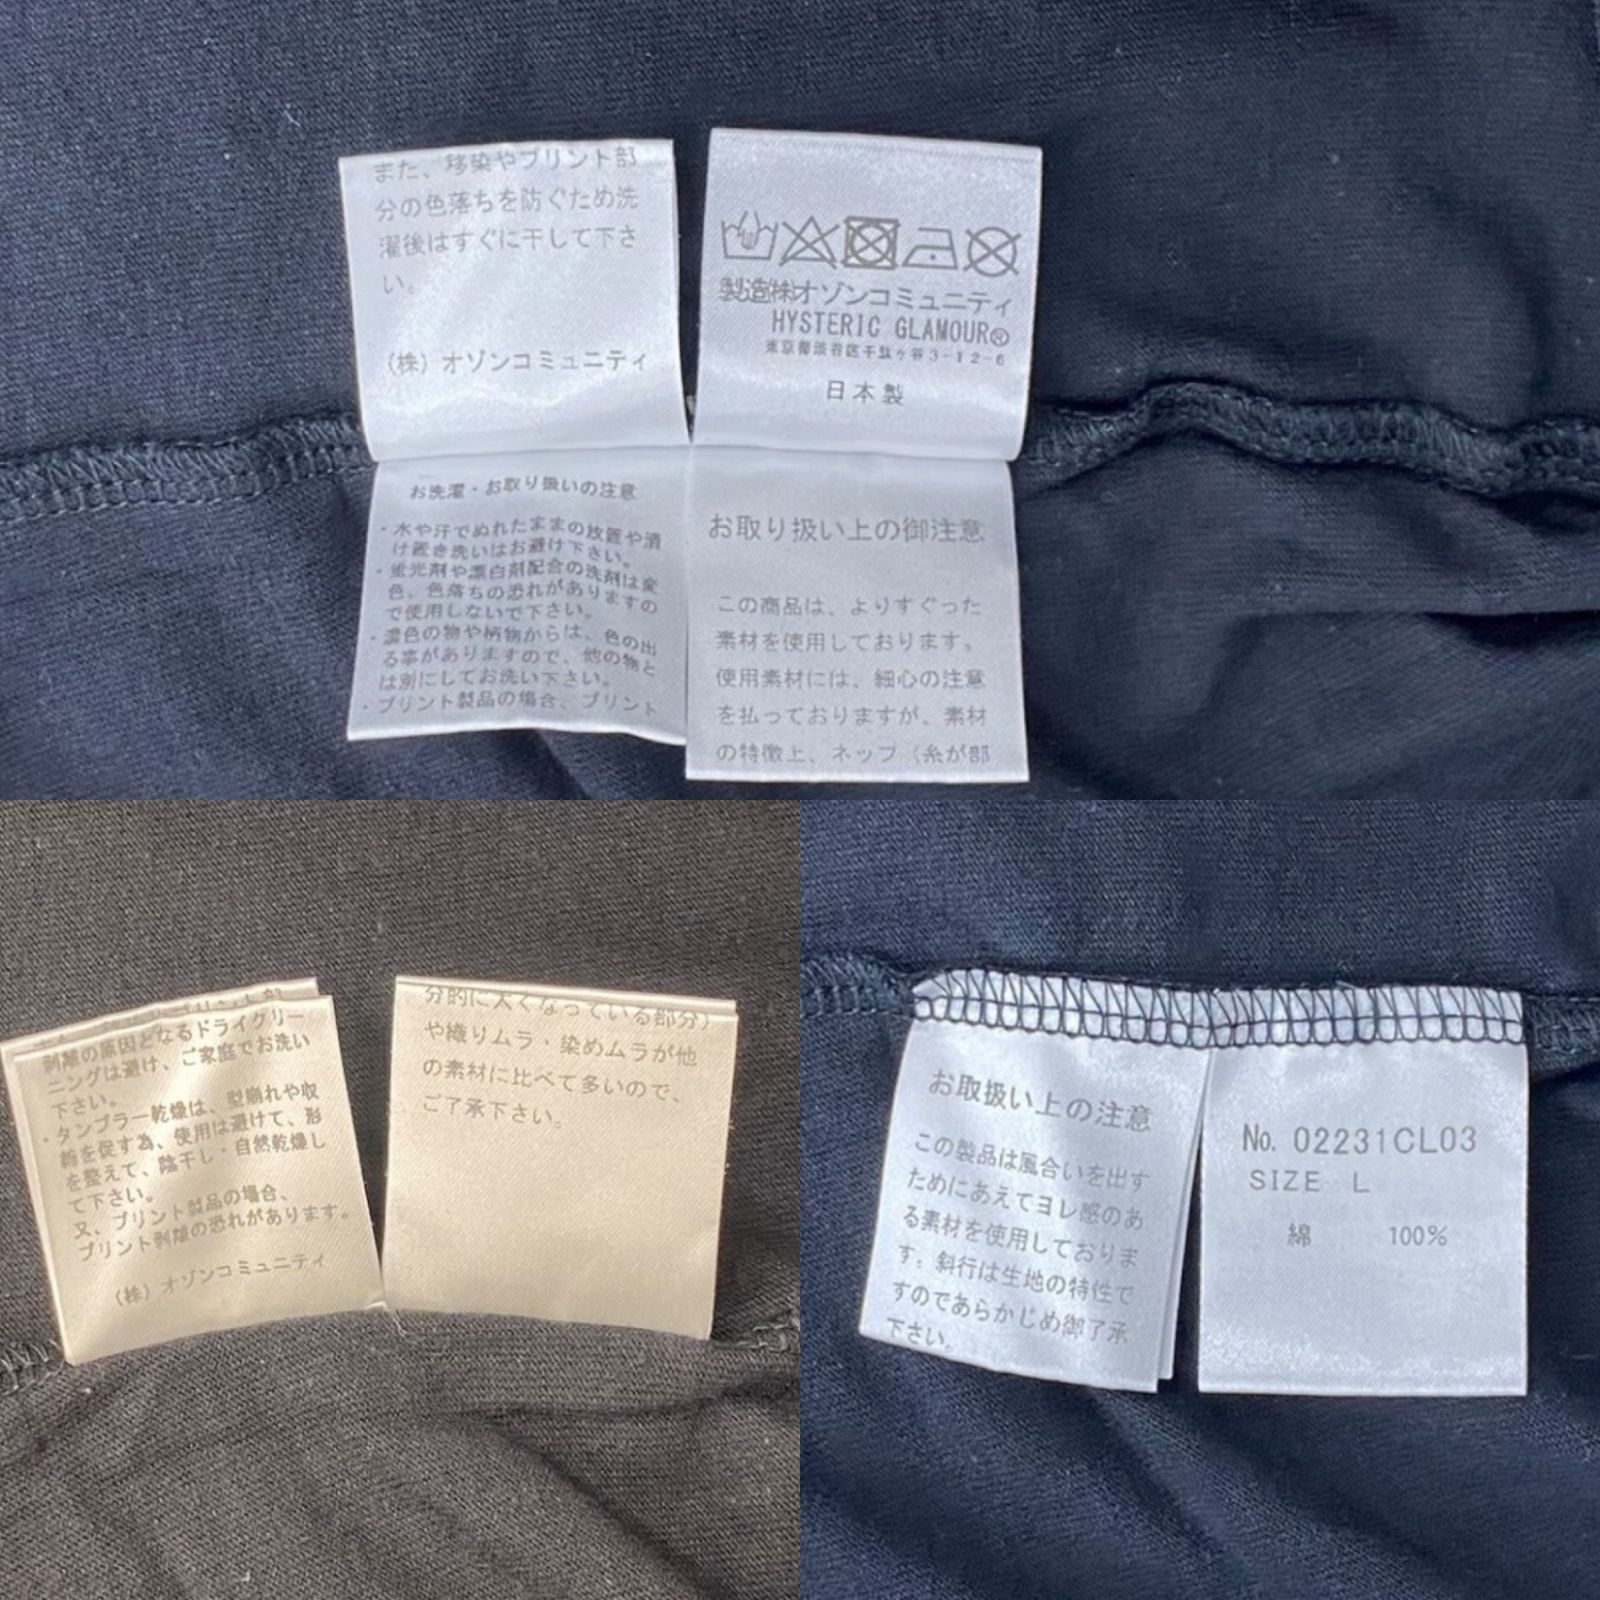 また、移染やプリント部
分の色落ちを防ぐため洗
濯後はすぐに干して下さ
い。
(株) オゾンコミュニティ
製造㈱オゾンコミュニティ
HYSTERIC GLAMOUR®
東京都渋谷区千駄ヶ谷3-12-6
日本製
お洗濯・お取り扱いの注意
・水や汗でぬれたままの放置や漬
け置き洗いはお避け下さい。
・蛍光剤や漂白剤配合の洗剤は変
色、色落ちの恐れがありますの
で使用しないで下さい。
・濃色の物や柄物からは、色の出
る事がありますので、他の物と
は別にしてお洗い下さい。
・プリント製品の場合、プリント
お取り扱い上の御注意
この商品は、よりすぐった
素材を使用しております。
使用素材には、細心の注意
を払っておりますが、素材
の特徴上、ネップ（糸が部
剥離の原因となるドライクリー
ニングは避け、ご家庭でお洗い
下さい。
・タンブラー乾燥は、型崩れや収
縮を促す為、使用は避けて、形
を整えて、陰干し・自然乾燥し
て下さい。
又、プリント製品の場合、
プリント剥離の恐れがあります。
(株) オゾンコミュニティ
分的に太くなっている部分）
や織りムラ・染めムラが他
の素材に比べて多いので、
ご了承下さい。
お取扱い上の注意
この製品は風合いを出す
ためにあえてヨレ感のあ
る素材を使用しておりま
す。斜行は生地の特性で
すのであらかじめ御了承
下さい。
No. 02231CL03
SIZE L
綿 100%